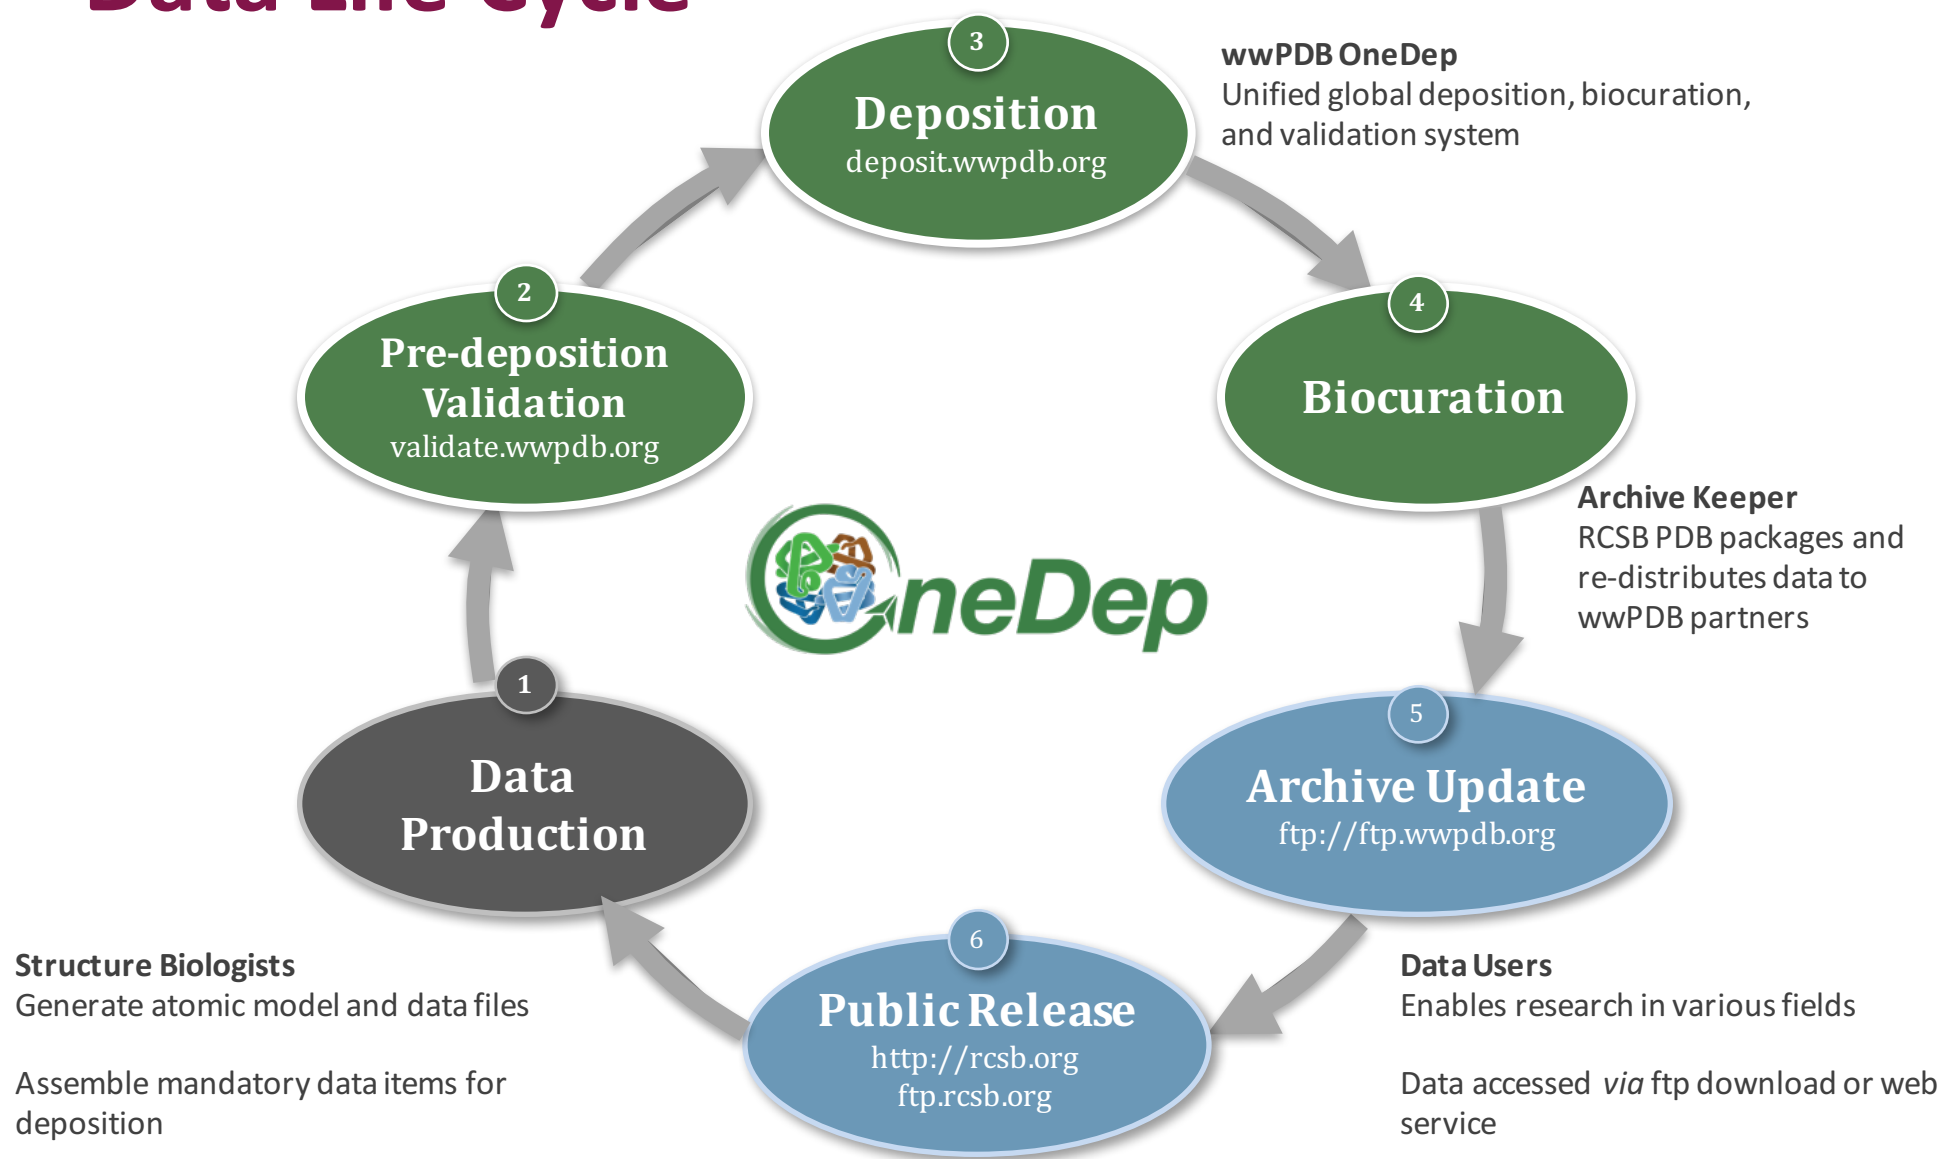 Data Life Cycle
3
Deposition
deposit.wwpdb.org
wwPDB OneDep
Unified global deposition, biocuration,
and validation system
2
Pre-deposition
Validation
validate.wwpdb.org
4
Biocuration
Archive Keeper
RCSB PDB packages and
re-distributes data to
wwPDB partners
OneDep
1
Data
Production
5
Archive Update
ftp://ftp.wwpdb.org
Structure Biologists
Generate atomic model and data files
Assemble mandatory data items for
deposition
6
Public Release
http://rcsb.org
ftp.rcsb.org
Data Users
Enables research in various fields
Data accessed via ftp download or web
service